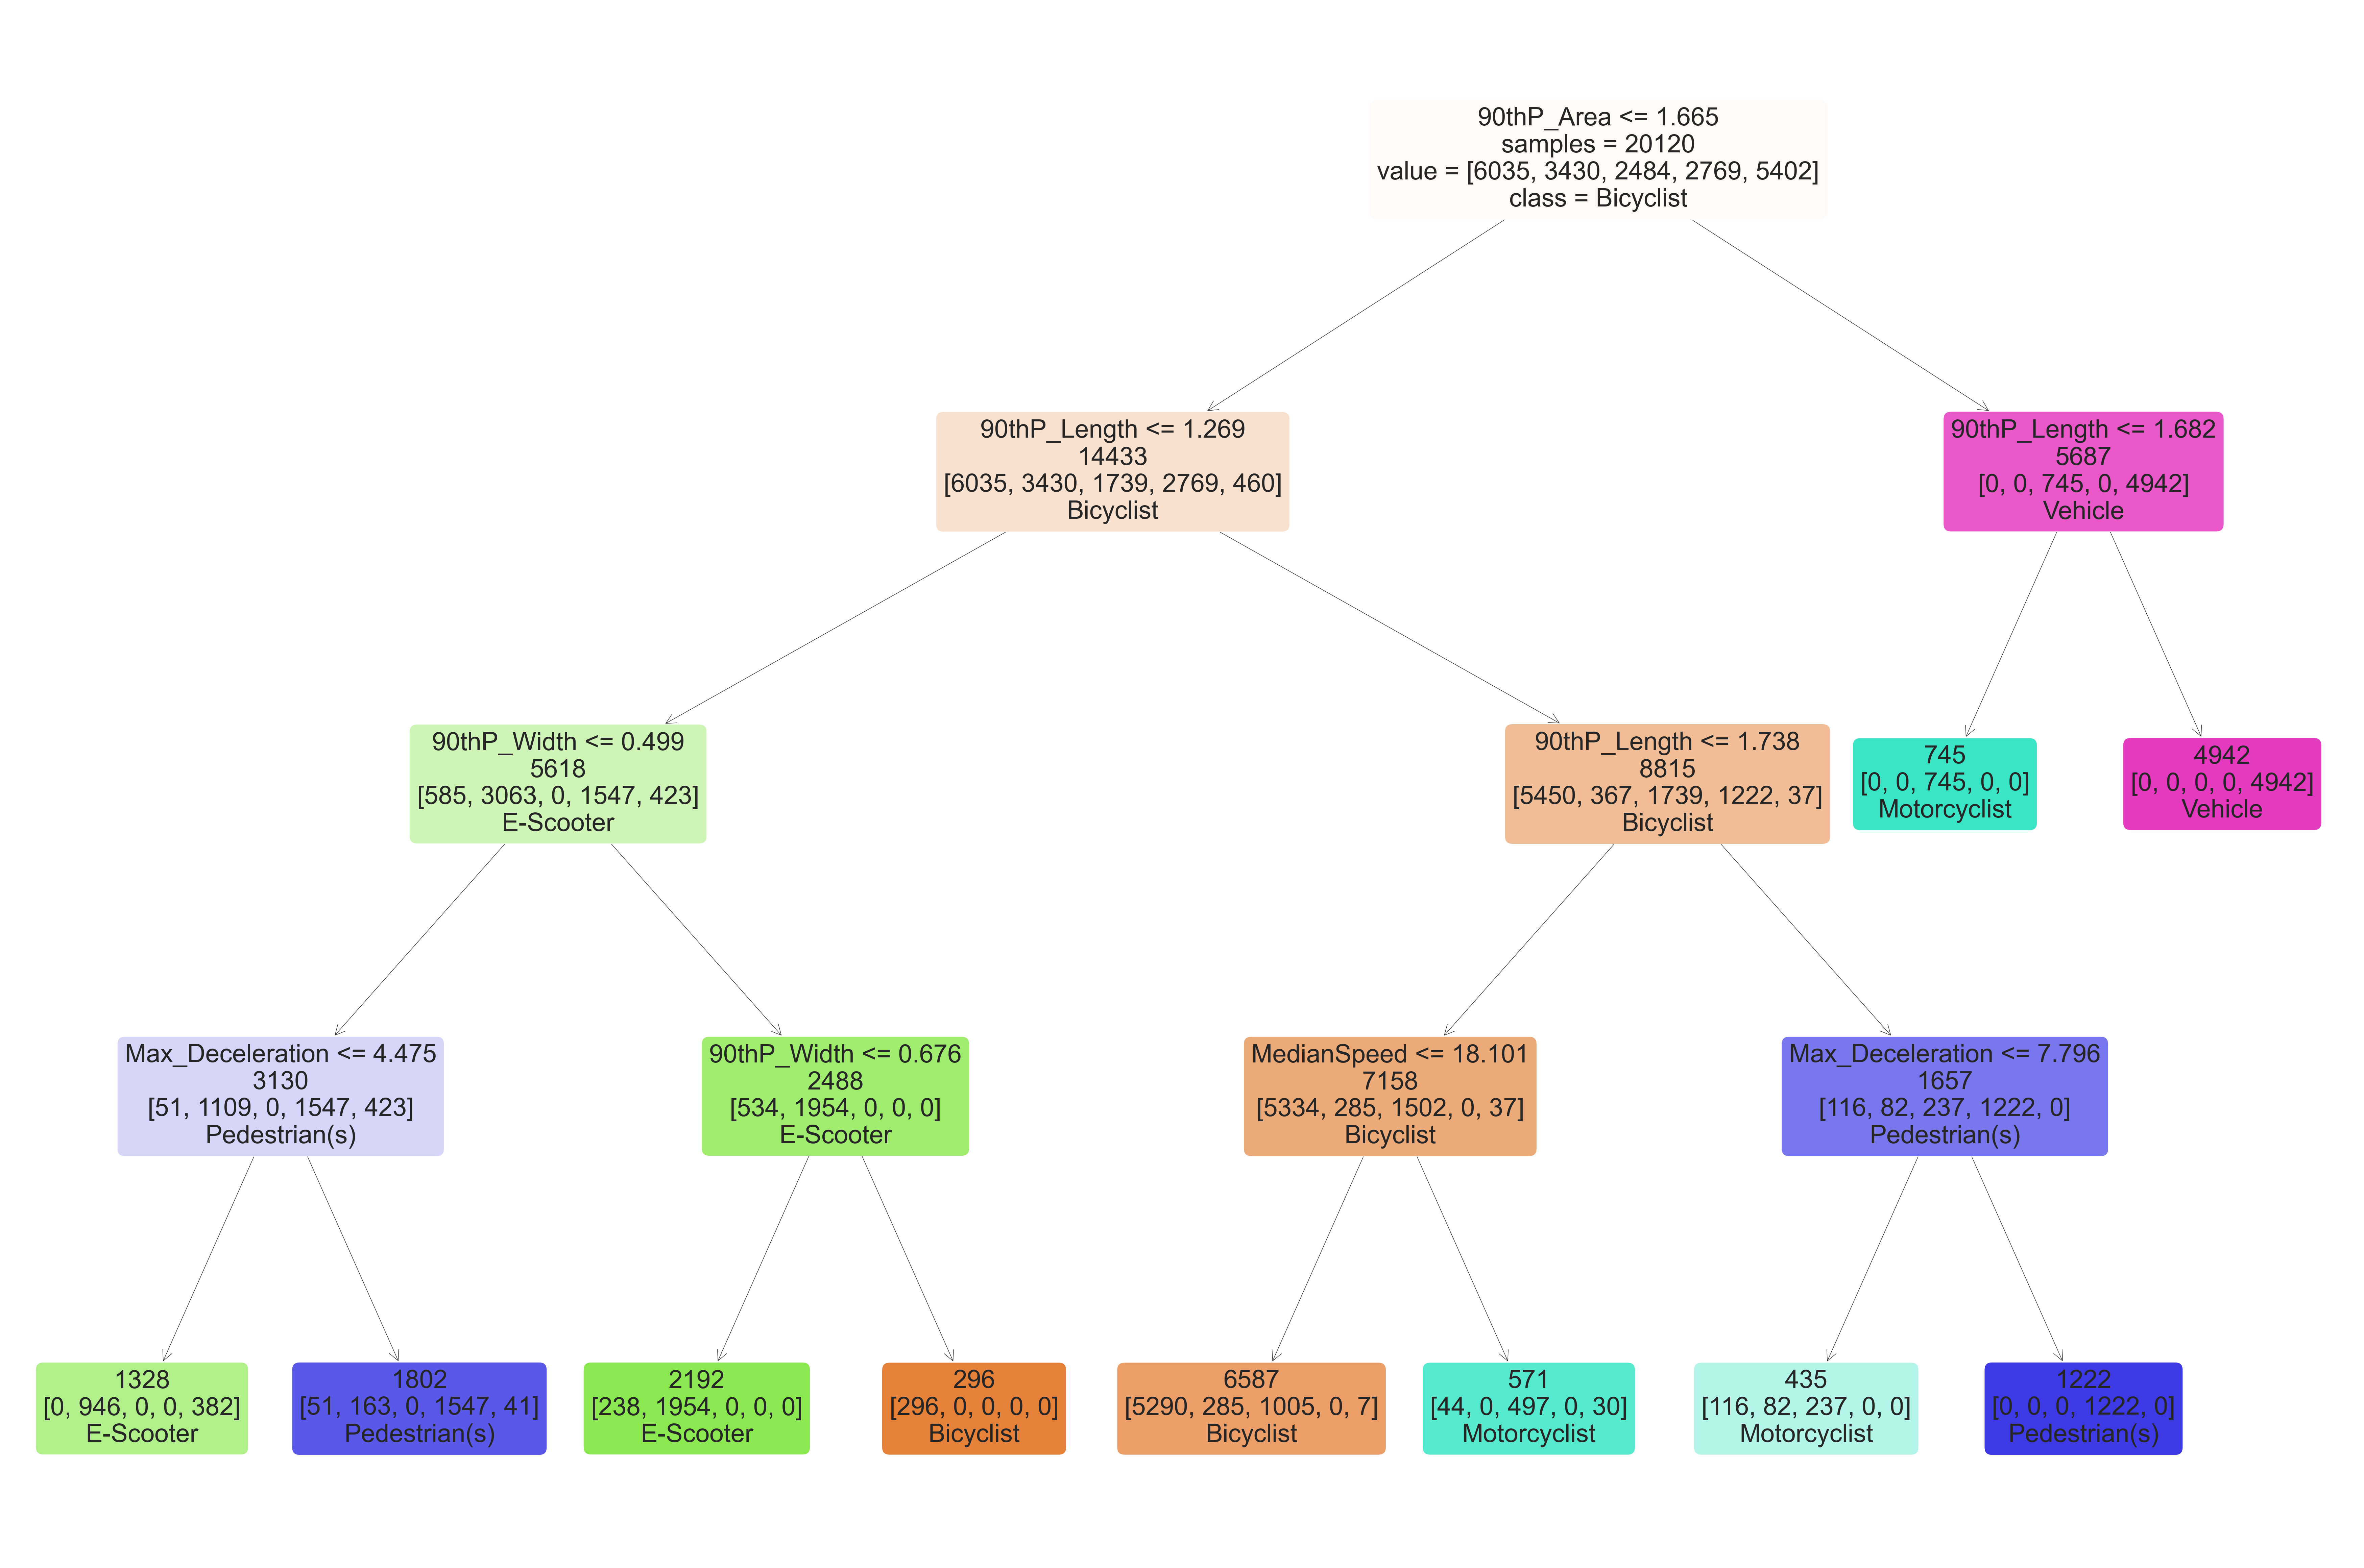 90thP_Area <= 1.665
samples = 20120
value = [6035, 3430, 2484, 2769, 5402]
class = Bicyclist
90thP_Length <= 1.269
14433
[6035, 3430, 1739, 2769, 460]
Bicyclist
90thP_Length <= 1.682
5687
[0, 0, 745, 0, 4942]
Vehicle
90thP_Width <= 0.499
5618
[585, 3063, 0, 1547, 423]
E-Scooter
90thP_Length <= 1.738
8815
[5450, 367, 1739, 1222, 37]
Bicyclist
745
[0, 0, 745, 0, 0]
Motorcyclist
4942
[0, 0, 0, 0, 4942]
Vehicle
Max_Deceleration <= 4.475
3130
[51, 1109, 0, 1547, 423]
Pedestrian(s)
90thP_Width <= 0.676
2488
[534, 1954, 0, 0, 0]
E-Scooter
MedianSpeed <= 18.101
7158
[5334, 285, 1502, 0, 37]
Bicyclist
Max_Deceleration <= 7.796
1657
[116, 82, 237, 1222, 0]
Pedestrian(s)
1328
[0, 946, 0, 0, 382]
E-Scooter
1802
[51, 163, 0, 1547, 41]
Pedestrian(s)
2192
[238, 1954, 0, 0, 0]
E-Scooter
296
[296, 0, 0, 0, 0]
Bicyclist
6587
[5290, 285, 1005, 0, 7]
Bicyclist
571
[44, 0, 497, 0, 30]
Motorcyclist
435
[116, 82, 237, 0, 0]
Motorcyclist
1222
[0, 0, 0, 1222, 0]
Pedestrian(s)